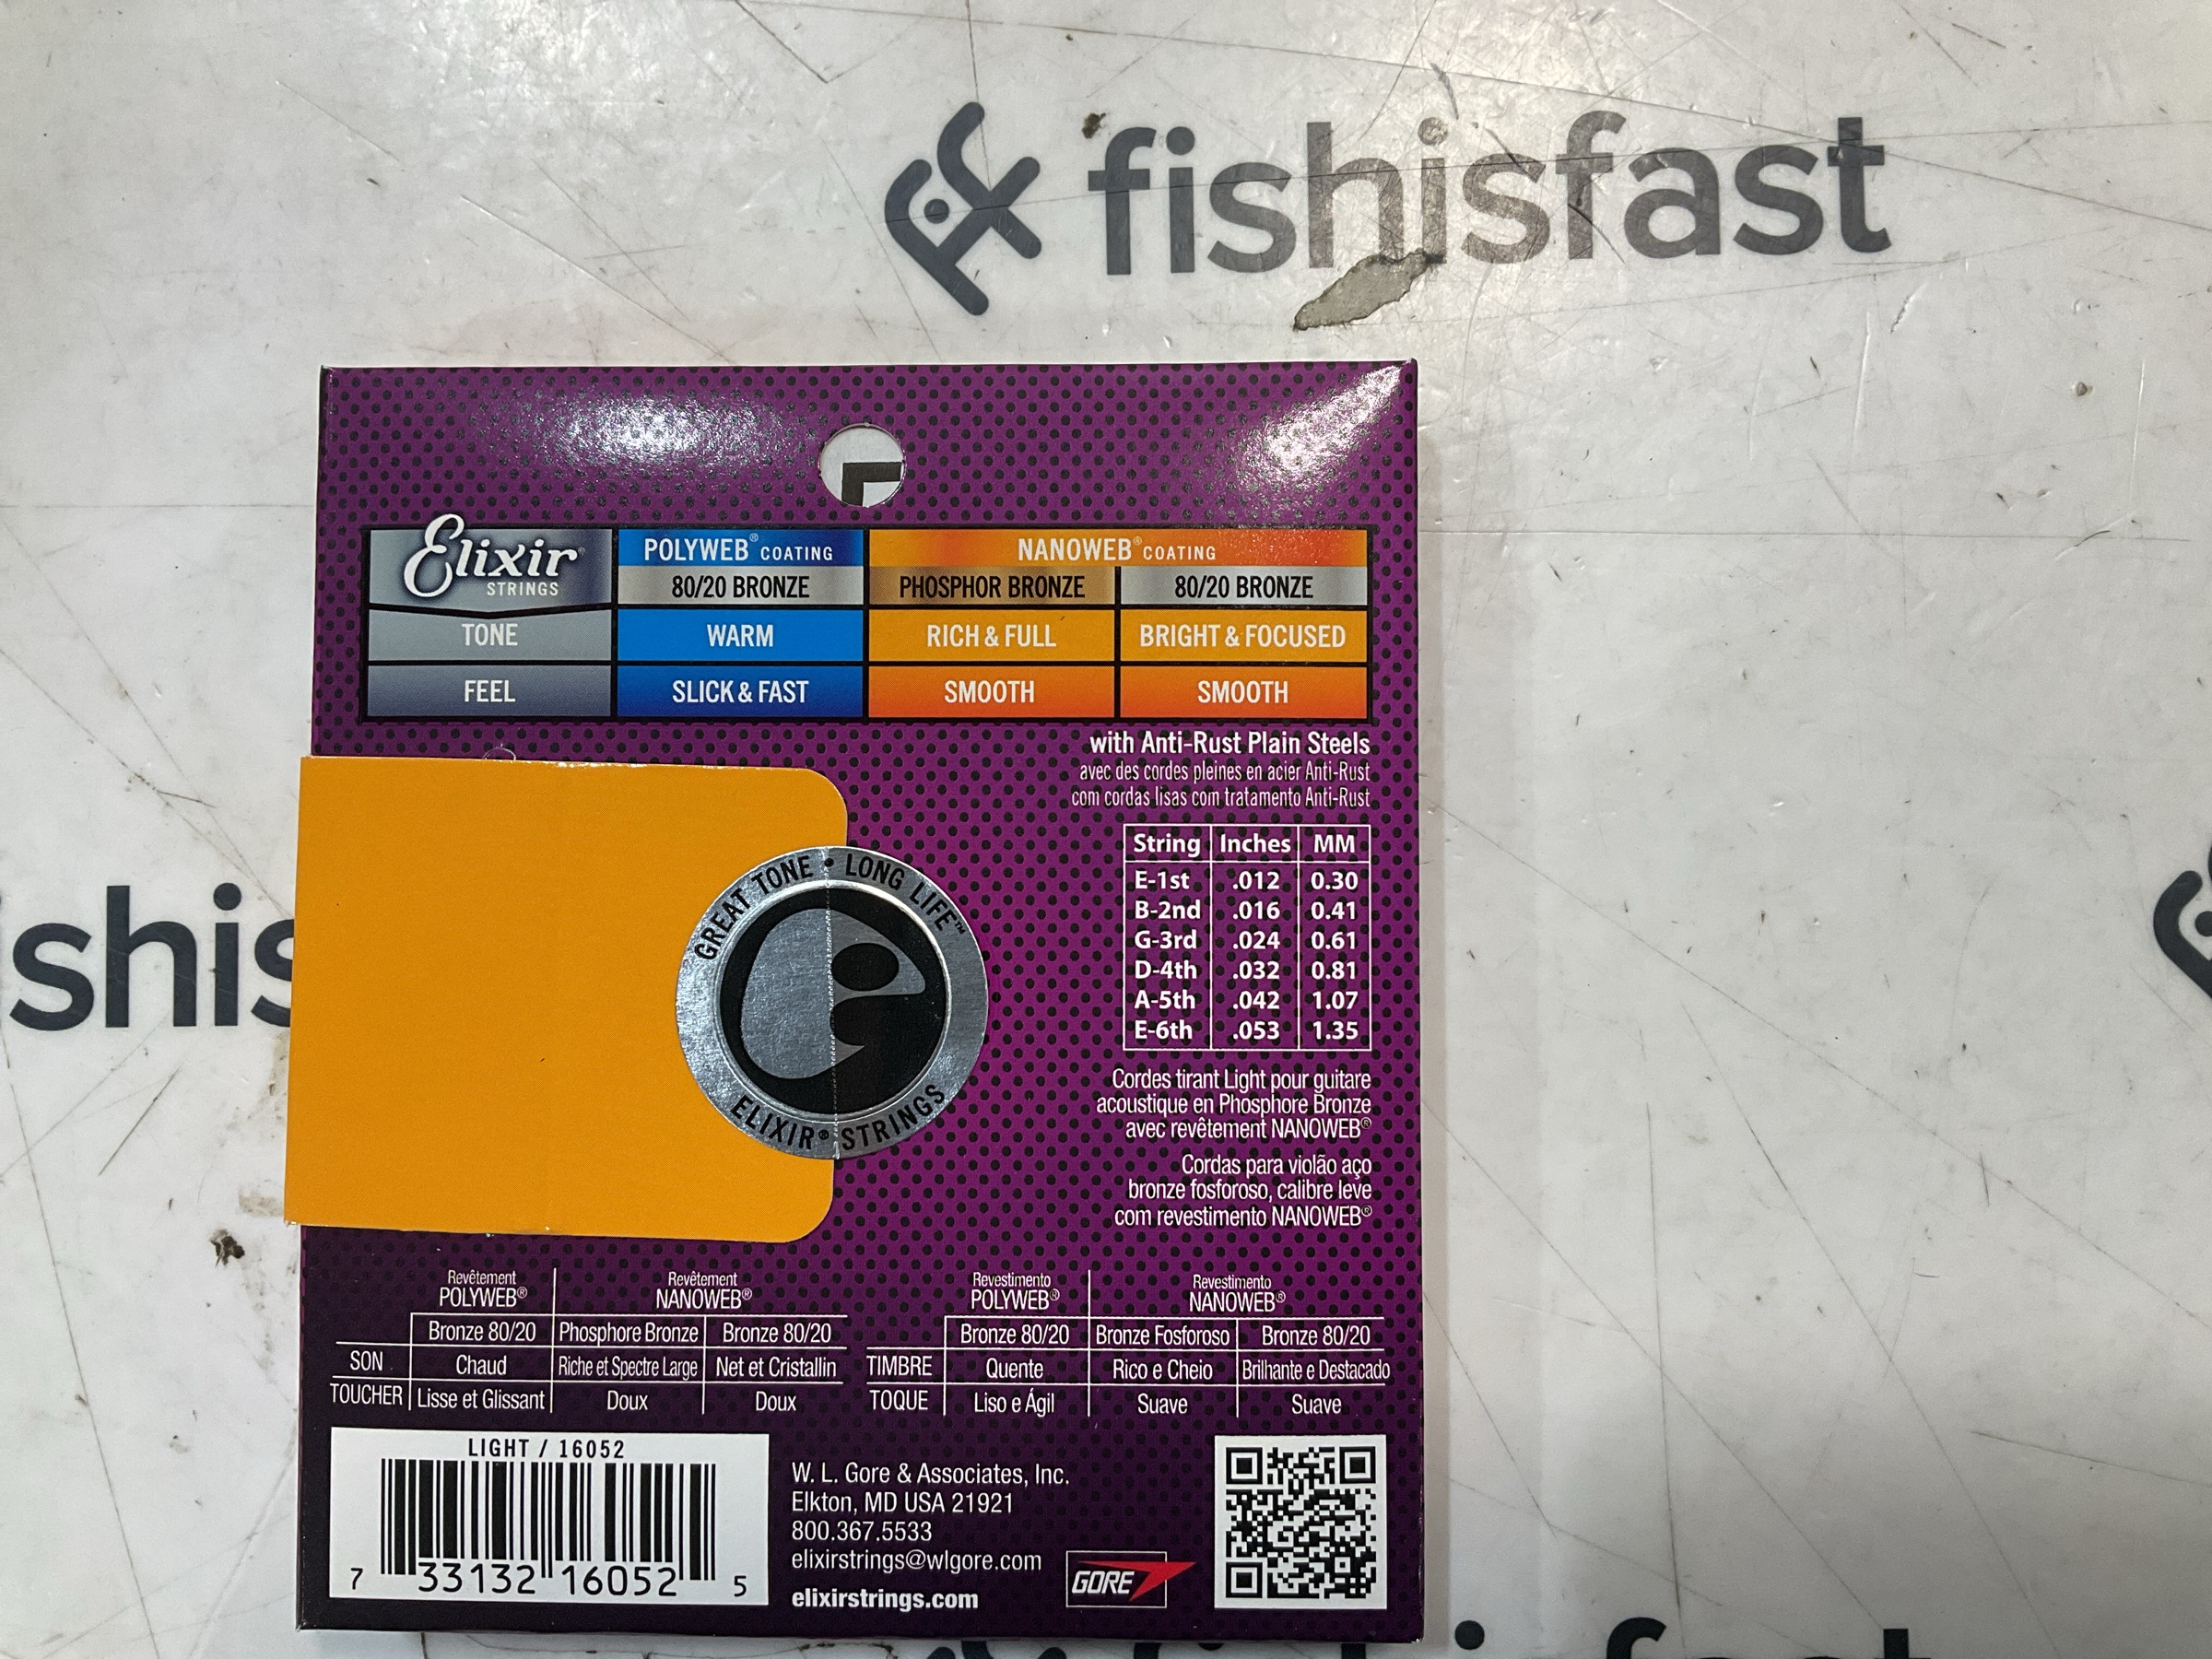 fishisfast
Elixir® STRINGS
POLYWEB® COATING
NANOWEB® COATING
80/20 BRONZE
PHOSPHOR BRONZE
80/20 BRONZE
TONE
WARM
RICH & FULL
BRIGHT & FOCUSED
FEEL
SLICK & FAST
SMOOTH
SMOOTH
with Anti-Rust Plain Steels
avec des cordes pleines en acier Anti-Rust
com cordas lisas com tratamento Anti-Rust
String Inches MM
E-1st .012 0.30
B-2nd .016 0.41
G-3rd .024 0.61
D-4th .032 0.81
A-5th .042 1.07
E-6th .053 1.35
GREAT TONE • LONG LIFE™
ELIXIR® STRINGS
shis
Cordes tirant Light pour guitare
acoustique en Phosphore Bronze
avec revêtement NANOWEB®
Cordas para violão aço
bronze fosforoso, calibre leve
com revestimento NANOWEB®
Revêtement POLYWEB®
Revêtement NANOWEB®
Bronze 80/20 Phosphore Bronze Bronze 80/20
SON Chaud Riche et Spectre Large Net et Cristallin
TOUCHER Lisse et Glissant Doux Doux
Revestimento POLYWEB®
Revestimento NANOWEB®
Bronze 80/20 Bronze Fosforoso Bronze 80/20
TIMBRE Quente Rico e Cheio Brilhante e Destacado
TOQUE Liso e Ágil Suave Suave
LIGHT / 16052
7 33132 16052 5
W. L. Gore & Associates, Inc.
Elkton, MD USA 21921
800.367.5533
elixirstrings@wlgore.com
elixirstrings.com
GORE